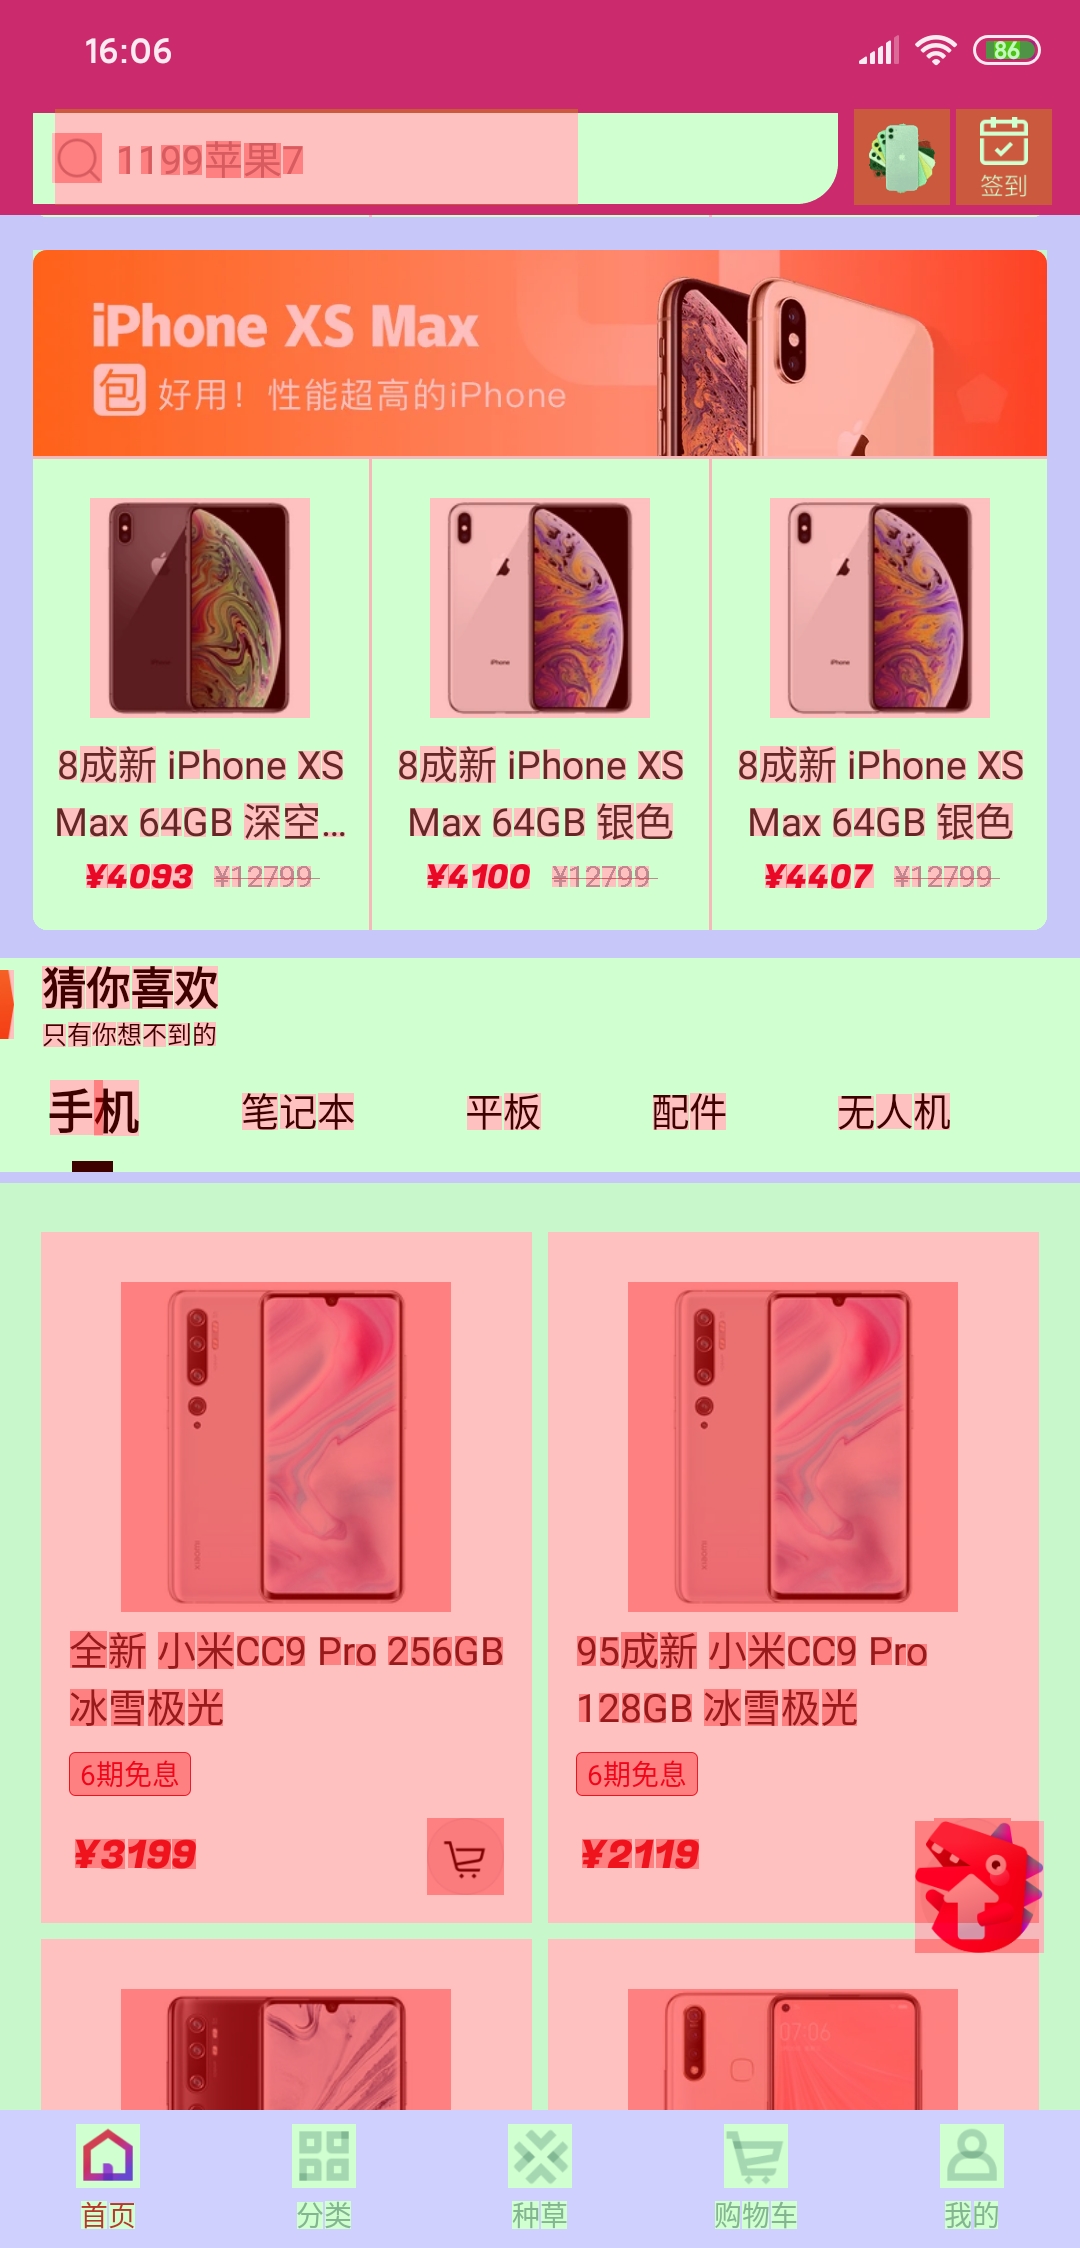 16:06
86
1199苹果7
签到
iPhone XS Max
包 好用！性能超高的iPhone
8成新 iPhone XS
Max 64GB 深空...
¥4093 ¥12799
8成新 iPhone XS
Max 64GB 银色
¥4100 ¥12799
8成新 iPhone XS
Max 64GB 银色
¥4407 ¥12799
猜你喜欢
只有你想不到的
手机 笔记本 平板 配件 无人机
全新 小米CC9 Pro 256GB
冰雪极光
6期免息
¥3199
95成新 小米CC9 Pro
128GB 冰雪极光
6期免息
¥2119
07:06
首页 分类 种草 购物车 我的